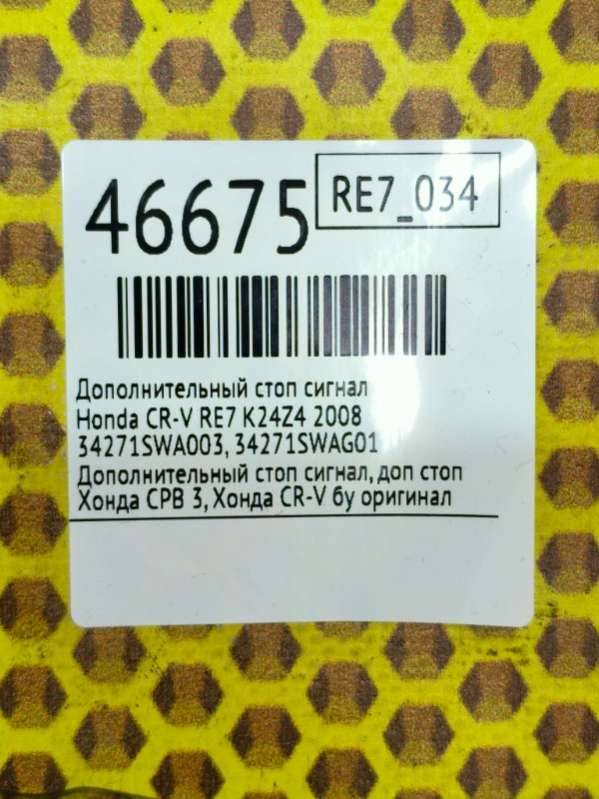 46675
RE7_034
Дополнительный стоп сигнал
Honda CR-V RE7 K24Z4 2008
34271SWA003, 34271SWAG01
Дополнительный стоп сигнал, доп стоп
Хонда СРВ 3, Хонда CR-V бу оригинал